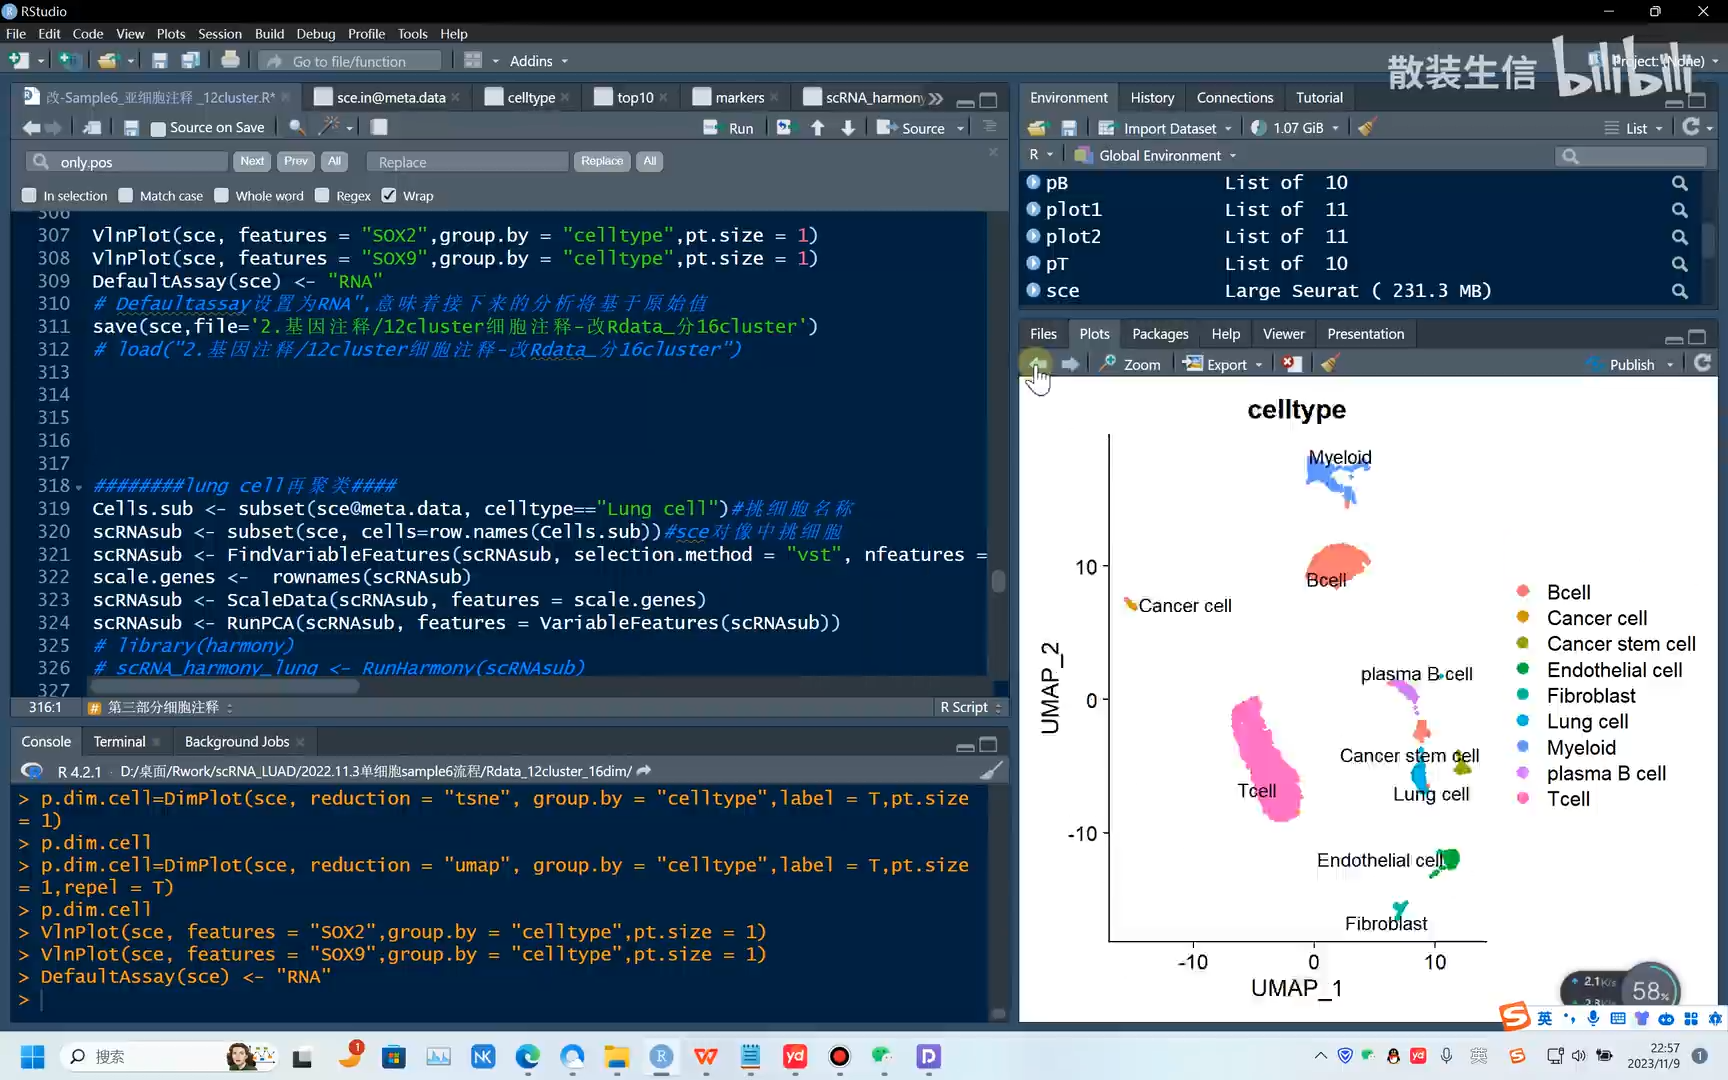 RStudio
File Edit Code View Plots Session Build Debug Profile Tools Help
Go to file/function Addins
散装生信 bilibili
Project: (None)
改-Sample6_亚细胞注释 _12cluster.R* sce.in@meta.data celltype top10 markers scRNA_harmony
Source on Save Run Source
only.pos Next Prev All Replace Replace All
In selection Match case Whole word Regex Wrap
306
307 VlnPlot(sce, features = "SOX2",group.by = "celltype",pt.size = 1)
308 VlnPlot(sce, features = "SOX9",group.by = "celltype",pt.size = 1)
309 DefaultAssay(sce) <- "RNA"
310 # Defaultassay设置为RNA",意味着接下来的分析将基于原始值
311 save(sce,file='2.基因注释/12cluster细胞注释-改Rdata_分16cluster')
312 # load("2.基因注释/12cluster细胞注释-改Rdata_分16cluster")
313
314
315
316
317
318 ########lung cell再聚类####
319 Cells.sub <- subset(sce@meta.data, celltype=="Lung cell")#挑细胞名称
320 scRNAsub <- subset(sce, cells=row.names(Cells.sub))#sce对像中挑细胞
321 scRNAsub <- FindVariableFeatures(scRNAsub, selection.method = "vst", nfeatures =
322 scale.genes <-  rownames(scRNAsub)
323 scRNAsub <- ScaleData(scRNAsub, features = scale.genes)
324 scRNAsub <- RunPCA(scRNAsub, features = VariableFeatures(scRNAsub))
325 # library(harmony)
326 # scRNA_harmony_lung <- RunHarmony(scRNAsub)
327
316:1 # 第三部分细胞注释 R Script
Console Terminal Background Jobs
R 4.2.1 · D:/桌面/Rwork/scRNA_LUAD/2022.11.3单细胞sample6流程/Rdata_12cluster_16dim/
> p.dim.cell=DimPlot(sce, reduction = "tsne", group.by = "celltype",label = T,pt.size
= 1)
> p.dim.cell
> p.dim.cell=DimPlot(sce, reduction = "umap", group.by = "celltype",label = T,pt.size
= 1,repel = T)
> p.dim.cell
> VlnPlot(sce, features = "SOX2",group.by = "celltype",pt.size = 1)
> VlnPlot(sce, features = "SOX9",group.by = "celltype",pt.size = 1)
> DefaultAssay(sce) <- "RNA"
>
Environment History Connections Tutorial
Import Dataset 1.07 GiB List
R Global Environment
pB List of 10
plot1 List of 11
plot2 List of 11
pT List of 10
sce Large Seurat ( 231.3 MB)
Files Plots Packages Help Viewer Presentation
Zoom Export Publish
celltype
Myeloid
Bcell
Cancer cell
plasma B cell
Cancer stem cell
Tcell
Lung cell
Endothelial cell
Fibroblast
10
0
-10
UMAP_2
-10 0 10
UMAP_1
Bcell
Cancer cell
Cancer stem cell
Endothelial cell
Fibroblast
Lung cell
Myeloid
plasma B cell
Tcell
2.1K/s
58%
英
搜索
1
NK
yd
22:57
2023/11/9